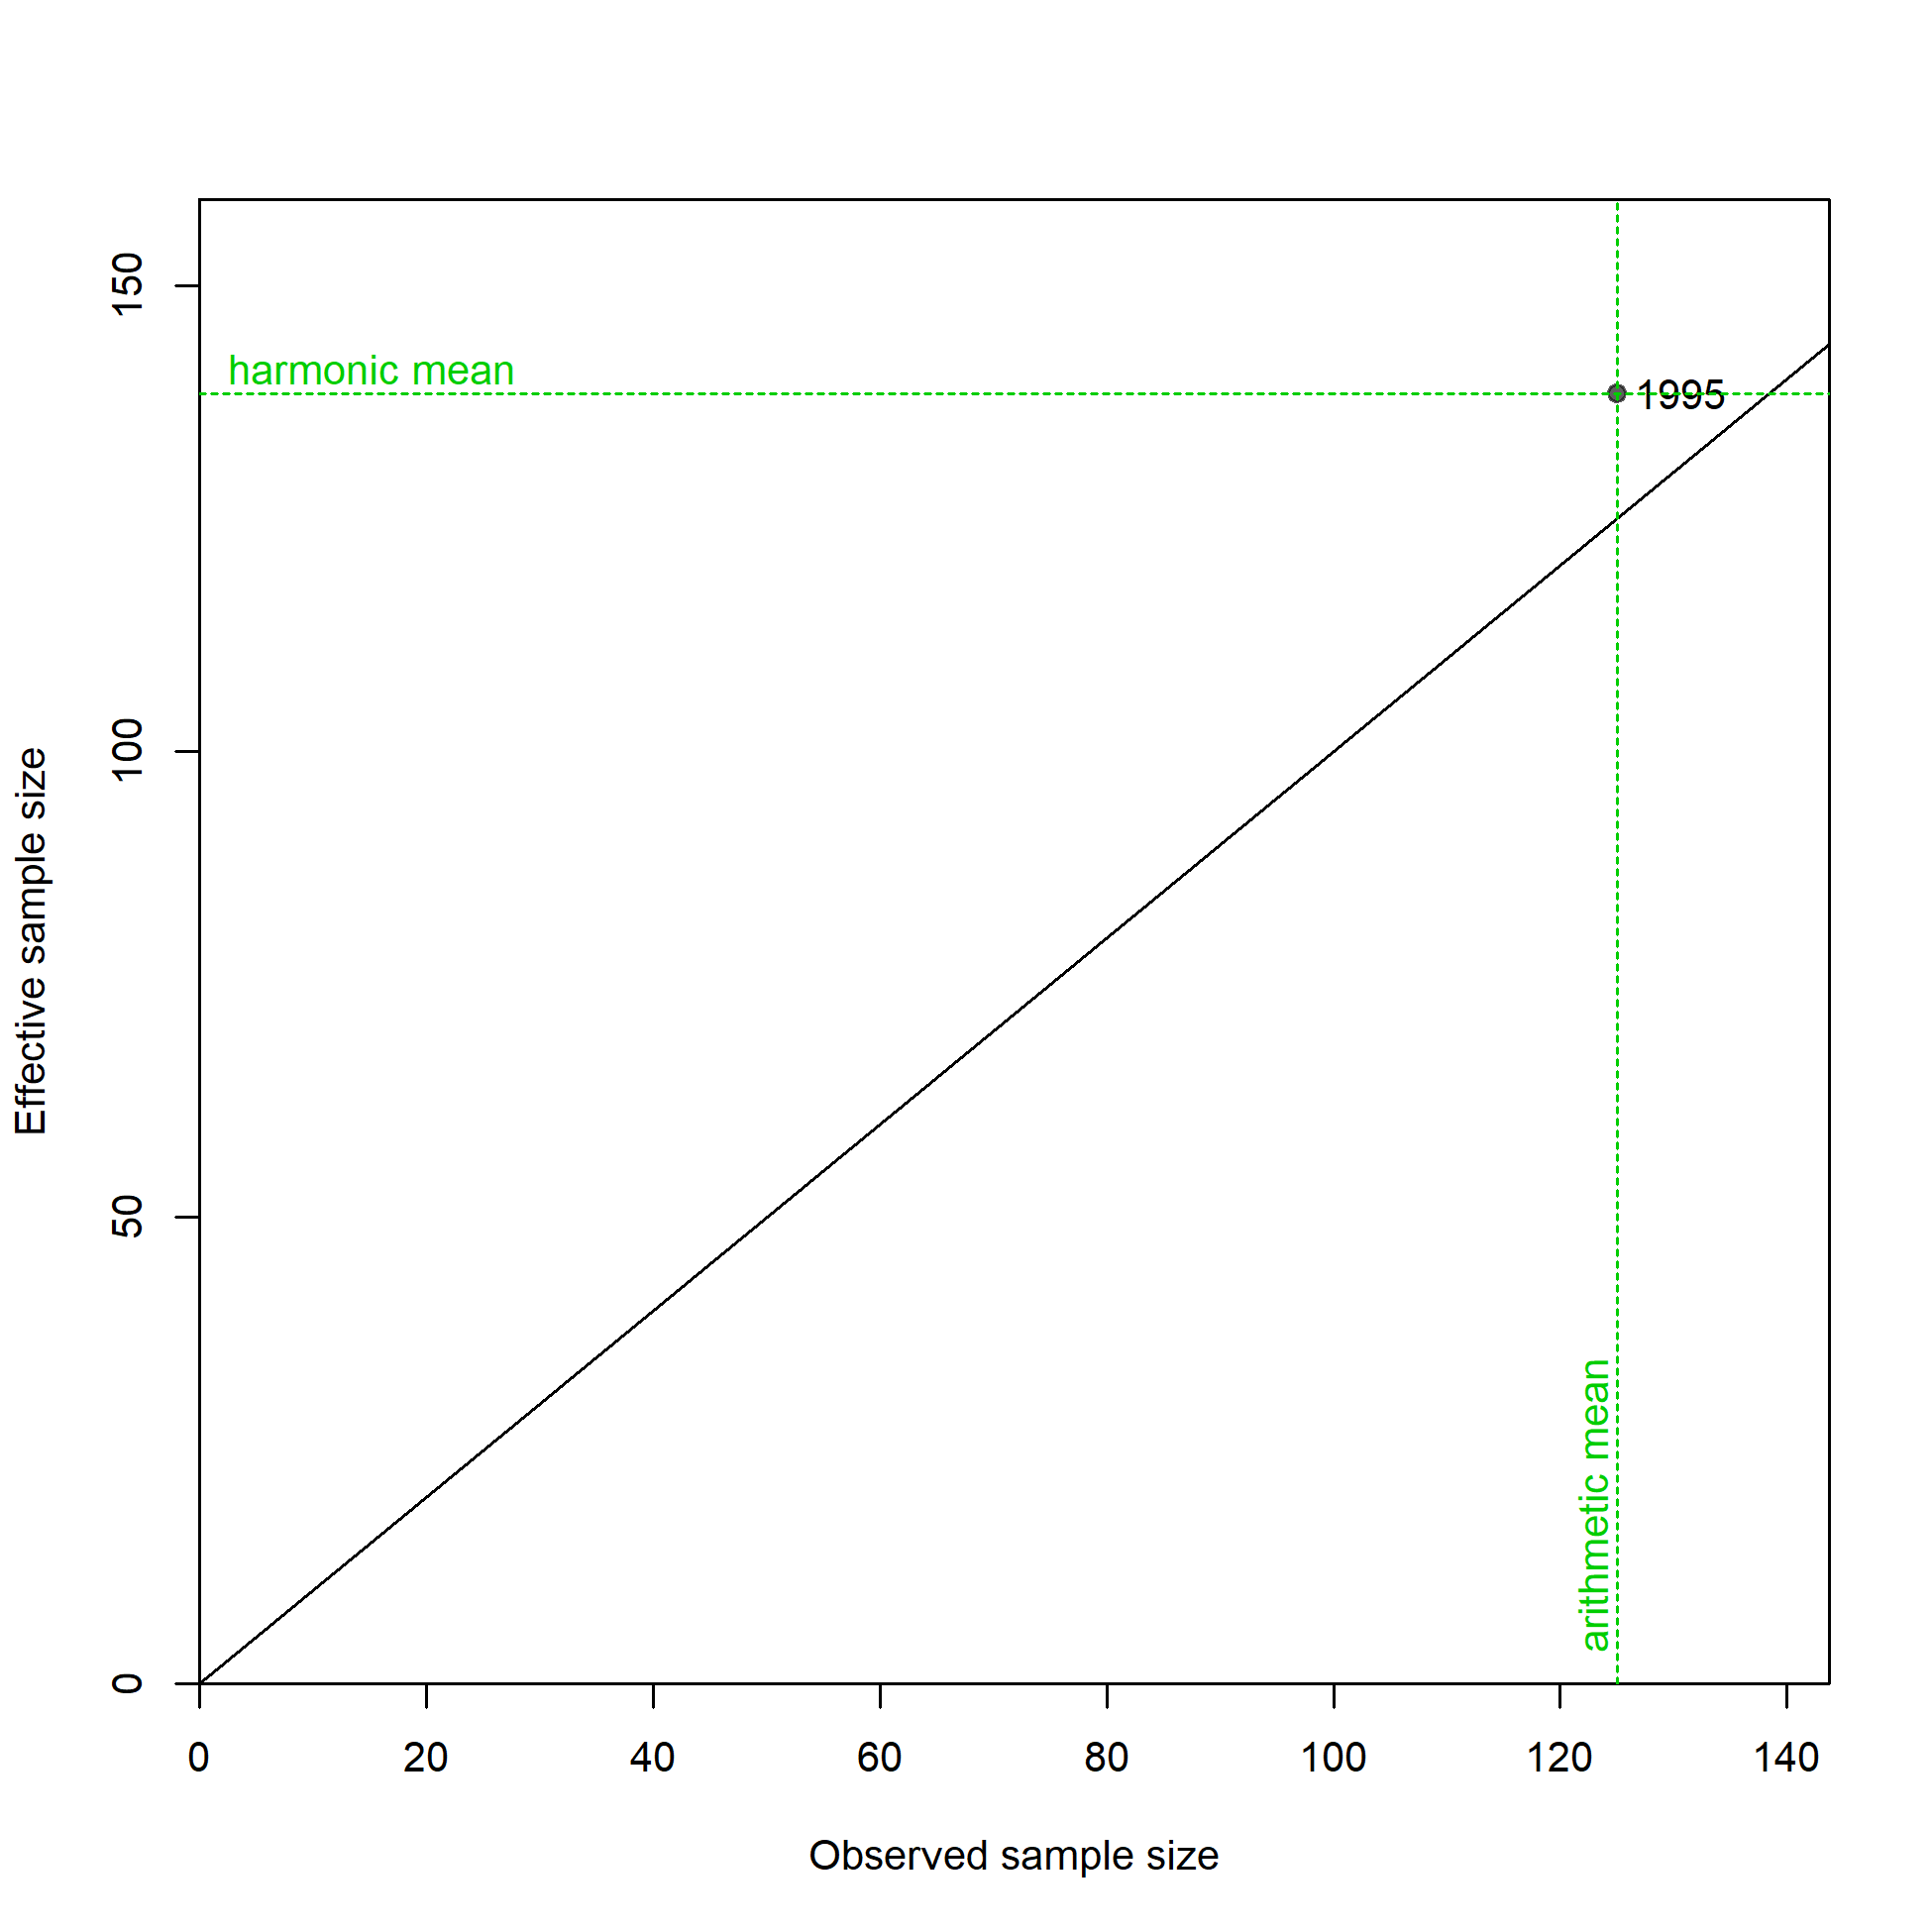 150
harmonic mean
1995
100
Effective sample size
50
arithmetic mean
0
0 20 40 60 80 100 120 140
Observed sample size